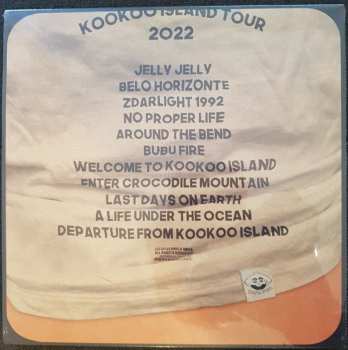 KOOKOO ISLAND TOUR
2022
JELLY JELLY
BELO HORIZONTE
ZDARLIGHT 1992
NO PROPER LIFE
AROUND THE BEND
BUBU FIRE
WELCOME TO KOOKOO ISLAND
ENTER CROCODILE MOUNTAIN
LAST DAYS ON EARTH
A LIFE UNDER THE OCEAN
DEPARTURE FROM KOOKOO ISLAND